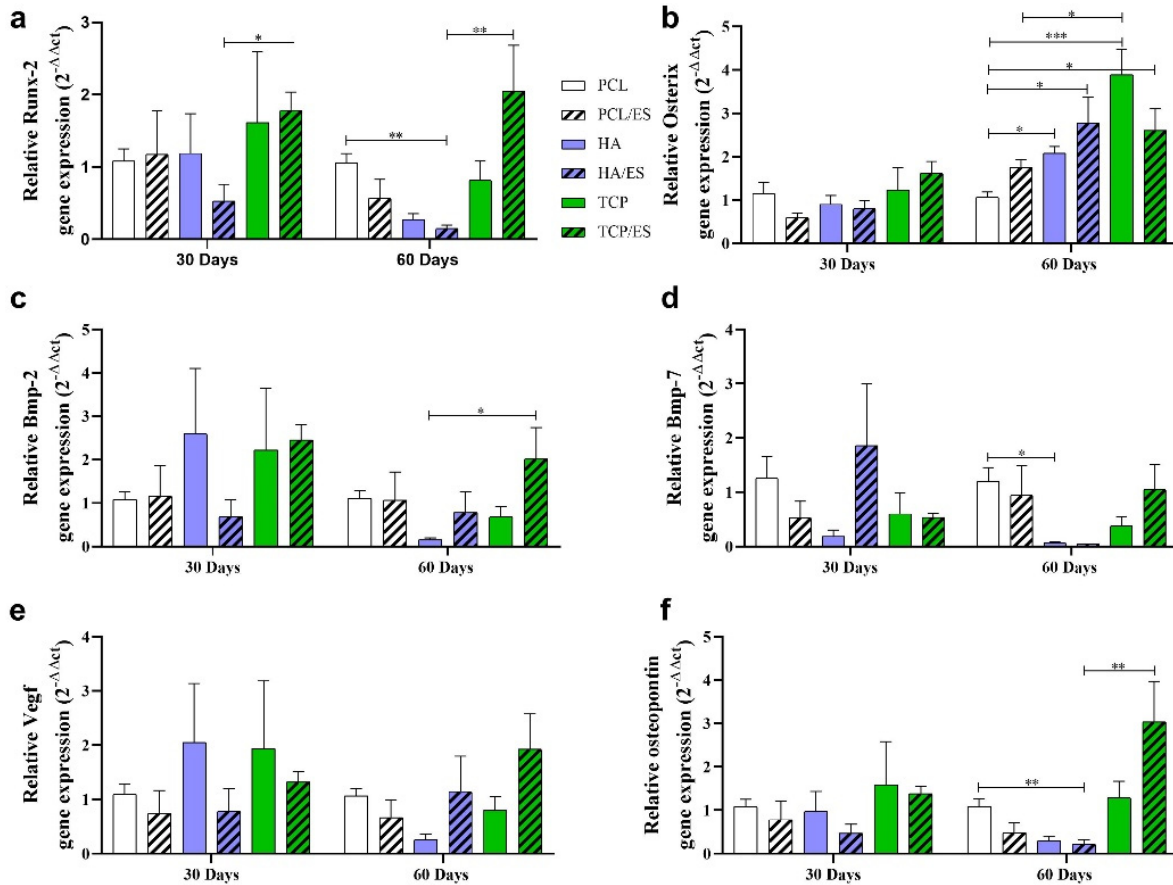 a
Relative Runx-2
gene expression (2^-ΔΔct)
3
2
1
0
*
**
**
30 Days
60 Days
PCL
PCL/ES
HA
HA/ES
TCP
TCP/ES
b
Relative Osterix
gene expression (2^-ΔΔct)
5
4
3
2
1
0
*
***
*
*
*
30 Days
60 Days
c
Relative Bmp-2
gene expression (2^-ΔΔct)
5
4
3
2
1
0
*
30 Days
60 Days
d
Relative Bmp-7
gene expression (2^-ΔΔct)
4
3
2
1
0
*
30 Days
60 Days
e
Relative Vegf
gene expression (2^-ΔΔct)
4
3
2
1
0
30 Days
60 Days
f
Relative osteopontin
gene expression (2^-ΔΔct)
5
4
3
2
1
0
**
**
30 Days
60 Days